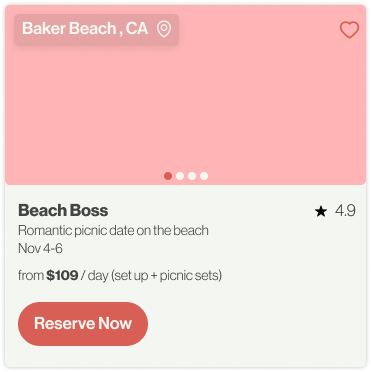 Baker Beach , CA
Beach Boss
★ 4.9
Romantic picnic date on the beach
Nov 4-6
from $109 / day (set up + picnic sets)
Reserve Now